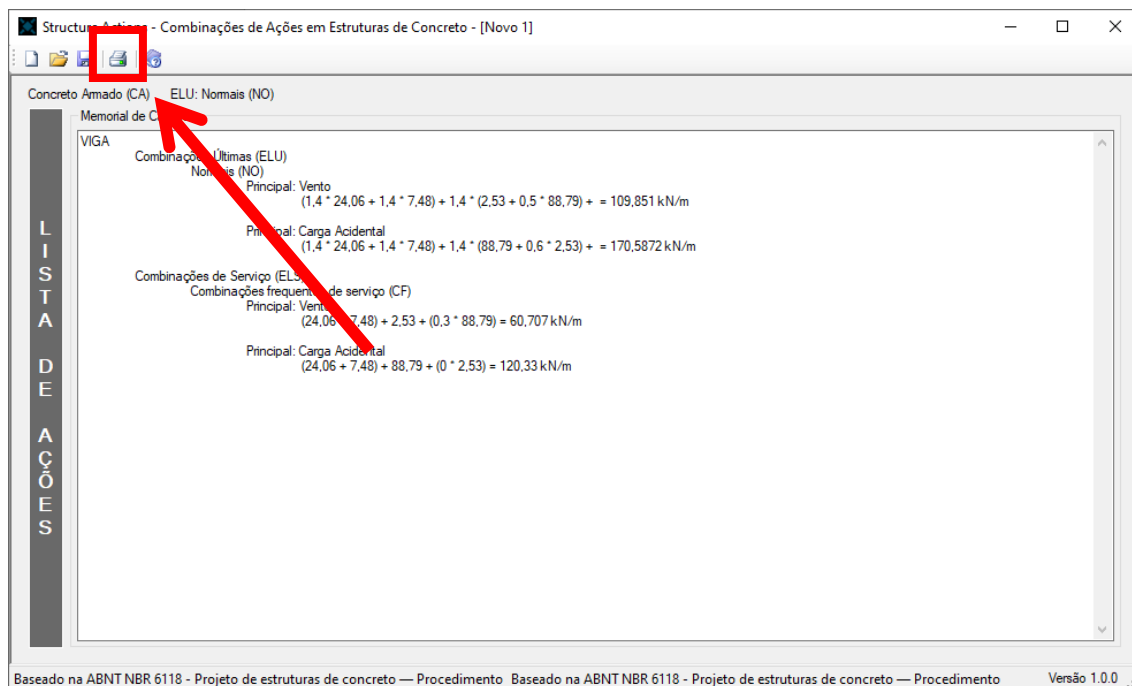 Structure Actions - Combinações de Ações em Estruturas de Concreto - [Novo 1]
Concreto Armado (CA) ELU: Normais (NO)
Memorial de
VIGA
Combinações Últimas (ELU)
Normais (NO)
Principal: Vento
(1,4 * 24,06 + 1,4 * 7,48) + 1,4 * (2,53 + 0,5 * 88,79) + = 109,851 kN/m
Principal: Carga Acidental
(1,4 * 24,06 + 1,4 * 7,48) + 1,4 * (88,79 + 0,6 * 2,53) + = 170,5872 kN/m
Combinações de Serviço (ELS)
Combinações frequentes de serviço (CF)
Principal: Vento
(24,06 + 7,48) + 2,53 + (0,3 * 88,79) = 60,707 kN/m
Principal: Carga Acidental
(24,06 + 7,48) + 88,79 + (0 * 2,53) = 120,33 kN/m
LISTA DE AÇÕES
Baseado na ABNT NBR 6118 - Projeto de estruturas de concreto — Procedimento Baseado na ABNT NBR 6118 - Projeto de estruturas de concreto — Procedimento Versão 1.0.0